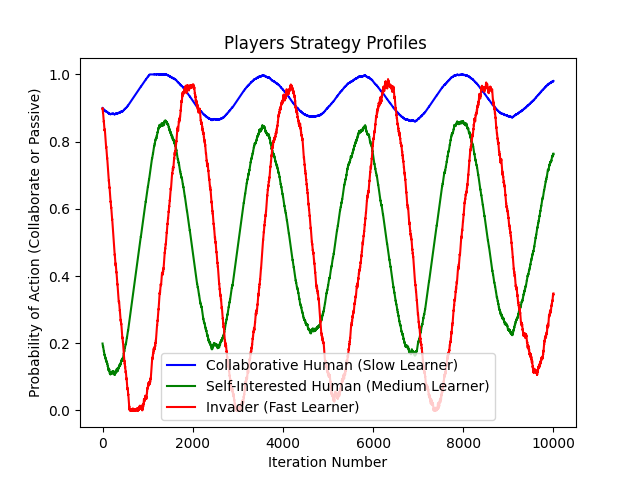 Players Strategy Profiles
Probability of Action (Collaborate or Passive)
1.0
0.8
0.6
0.4
0.2
0.0
Collaborative Human (Slow Learner)
Self-Interested Human (Medium Learner)
Invader (Fast Learner)
0 2000 4000 6000 8000 10000
Iteration Number